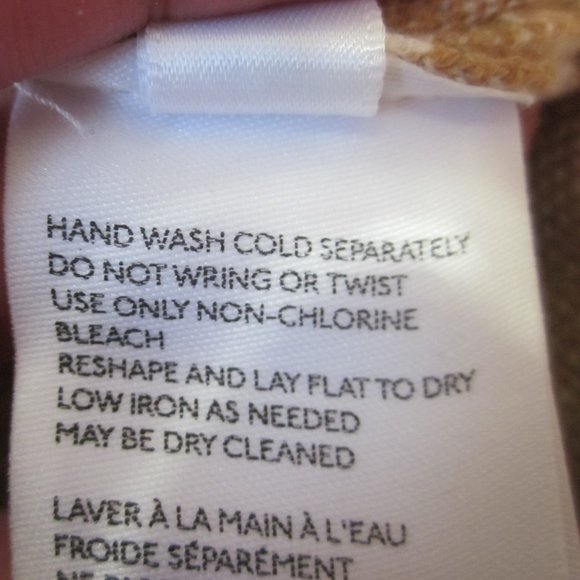 HAND WASH COLD SEPARATELY
DO NOT WRING OR TWIST
USE ONLY NON-CHLORINE
BLEACH
RESHAPE AND LAY FLAT TO DRY
LOW IRON AS NEEDED
MAY BE DRY CLEANED
LAVER À LA MAIN À L'EAU
FROIDE SÉPARÉMENT
NE